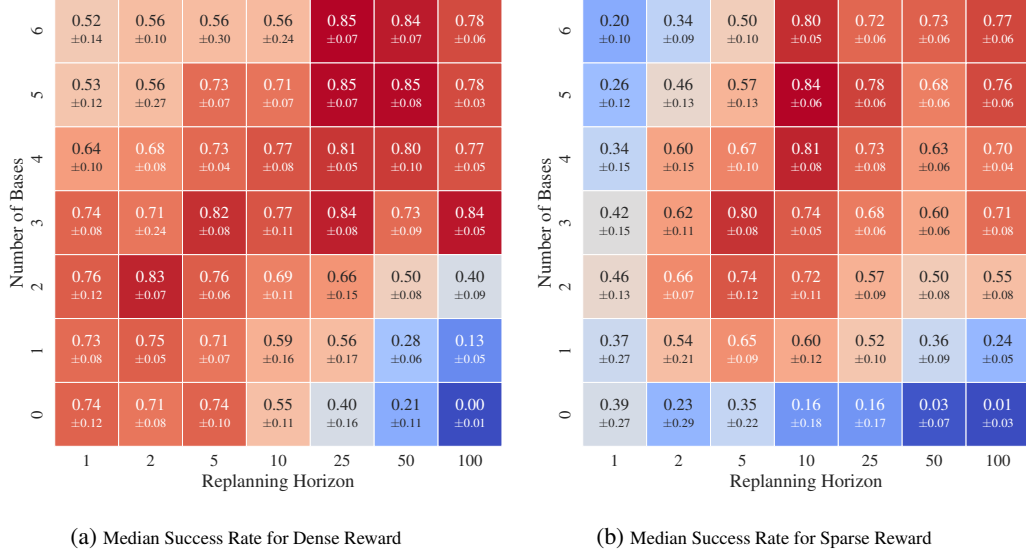 6 0.52 0.56 0.56 0.56 0.85 0.84 0.78
±0.14 ±0.10 ±0.30 ±0.24 ±0.07 ±0.07 ±0.06
5 0.53 0.56 0.73 0.71 0.85 0.85 0.78
±0.12 ±0.27 ±0.07 ±0.07 ±0.07 ±0.08 ±0.03
4 0.64 0.68 0.73 0.77 0.81 0.80 0.77
±0.10 ±0.08 ±0.04 ±0.08 ±0.05 ±0.10 ±0.05
3 0.74 0.71 0.82 0.77 0.84 0.73 0.84
±0.08 ±0.24 ±0.08 ±0.11 ±0.08 ±0.09 ±0.05
2 0.76 0.83 0.76 0.69 0.66 0.50 0.40
±0.12 ±0.07 ±0.06 ±0.11 ±0.15 ±0.08 ±0.09
1 0.73 0.75 0.71 0.59 0.56 0.28 0.13
±0.08 ±0.05 ±0.07 ±0.16 ±0.17 ±0.06 ±0.05
0 0.74 0.71 0.74 0.55 0.40 0.21 0.00
±0.12 ±0.08 ±0.10 ±0.11 ±0.16 ±0.11 ±0.01
Number of Bases
1 2 5 10 25 50 100
Replanning Horizon
(a) Median Success Rate for Dense Reward
6 0.20 0.34 0.50 0.80 0.72 0.73 0.77
±0.10 ±0.09 ±0.10 ±0.05 ±0.06 ±0.06 ±0.06
5 0.26 0.46 0.57 0.84 0.78 0.68 0.76
±0.12 ±0.13 ±0.13 ±0.06 ±0.06 ±0.06 ±0.06
4 0.34 0.60 0.67 0.81 0.73 0.63 0.70
±0.15 ±0.15 ±0.10 ±0.08 ±0.08 ±0.06 ±0.04
3 0.42 0.62 0.80 0.74 0.68 0.60 0.71
±0.15 ±0.11 ±0.08 ±0.05 ±0.06 ±0.06 ±0.08
2 0.46 0.66 0.74 0.72 0.57 0.50 0.55
±0.13 ±0.07 ±0.12 ±0.11 ±0.09 ±0.08 ±0.08
1 0.37 0.54 0.65 0.60 0.52 0.36 0.24
±0.27 ±0.21 ±0.09 ±0.12 ±0.10 ±0.09 ±0.05
0 0.39 0.23 0.35 0.16 0.16 0.03 0.01
±0.27 ±0.29 ±0.22 ±0.18 ±0.17 ±0.07 ±0.03
Number of Bases
1 2 5 10 25 50 100
Replanning Horizon
(b) Median Success Rate for Sparse Reward